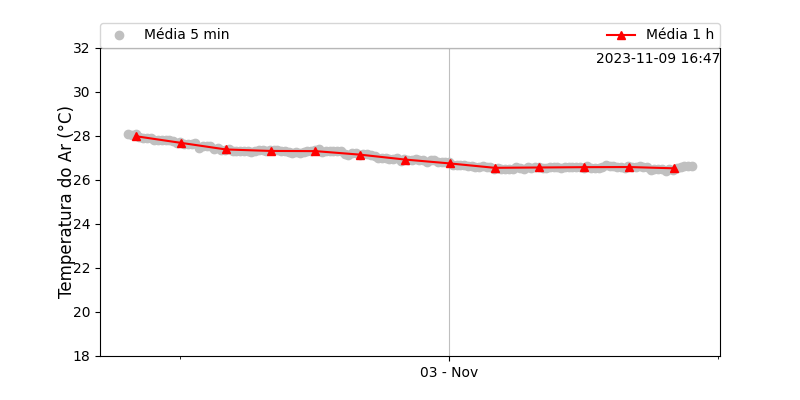 Média 5 min
Média 1 h
2023-11-09 16:47
Temperatura do Ar (°C)
32
30
28
26
24
22
20
18
03 - Nov